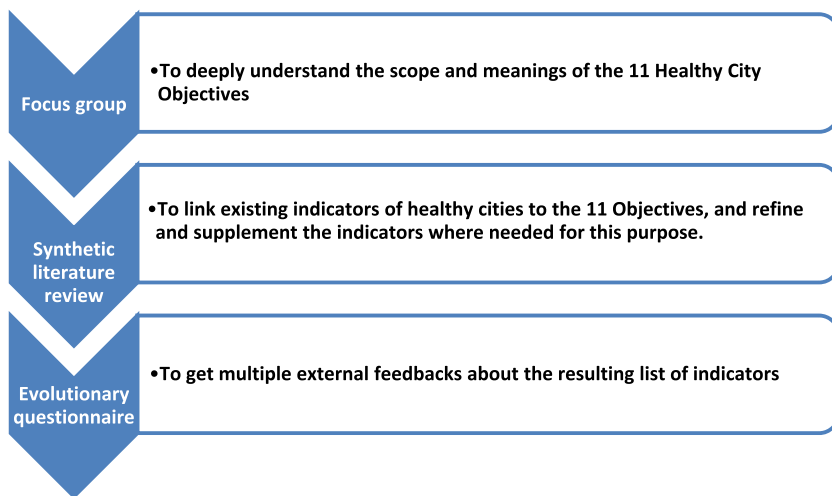 Focus group
•To deeply understand the scope and meanings of the 11 Healthy City
Objectives
Synthetic
literature
review
•To link existing indicators of healthy cities to the 11 Objectives, and refine
and supplement the indicators where needed for this purpose.
Evolutionary
questionnaire
•To get multiple external feedbacks about the resulting list of indicators